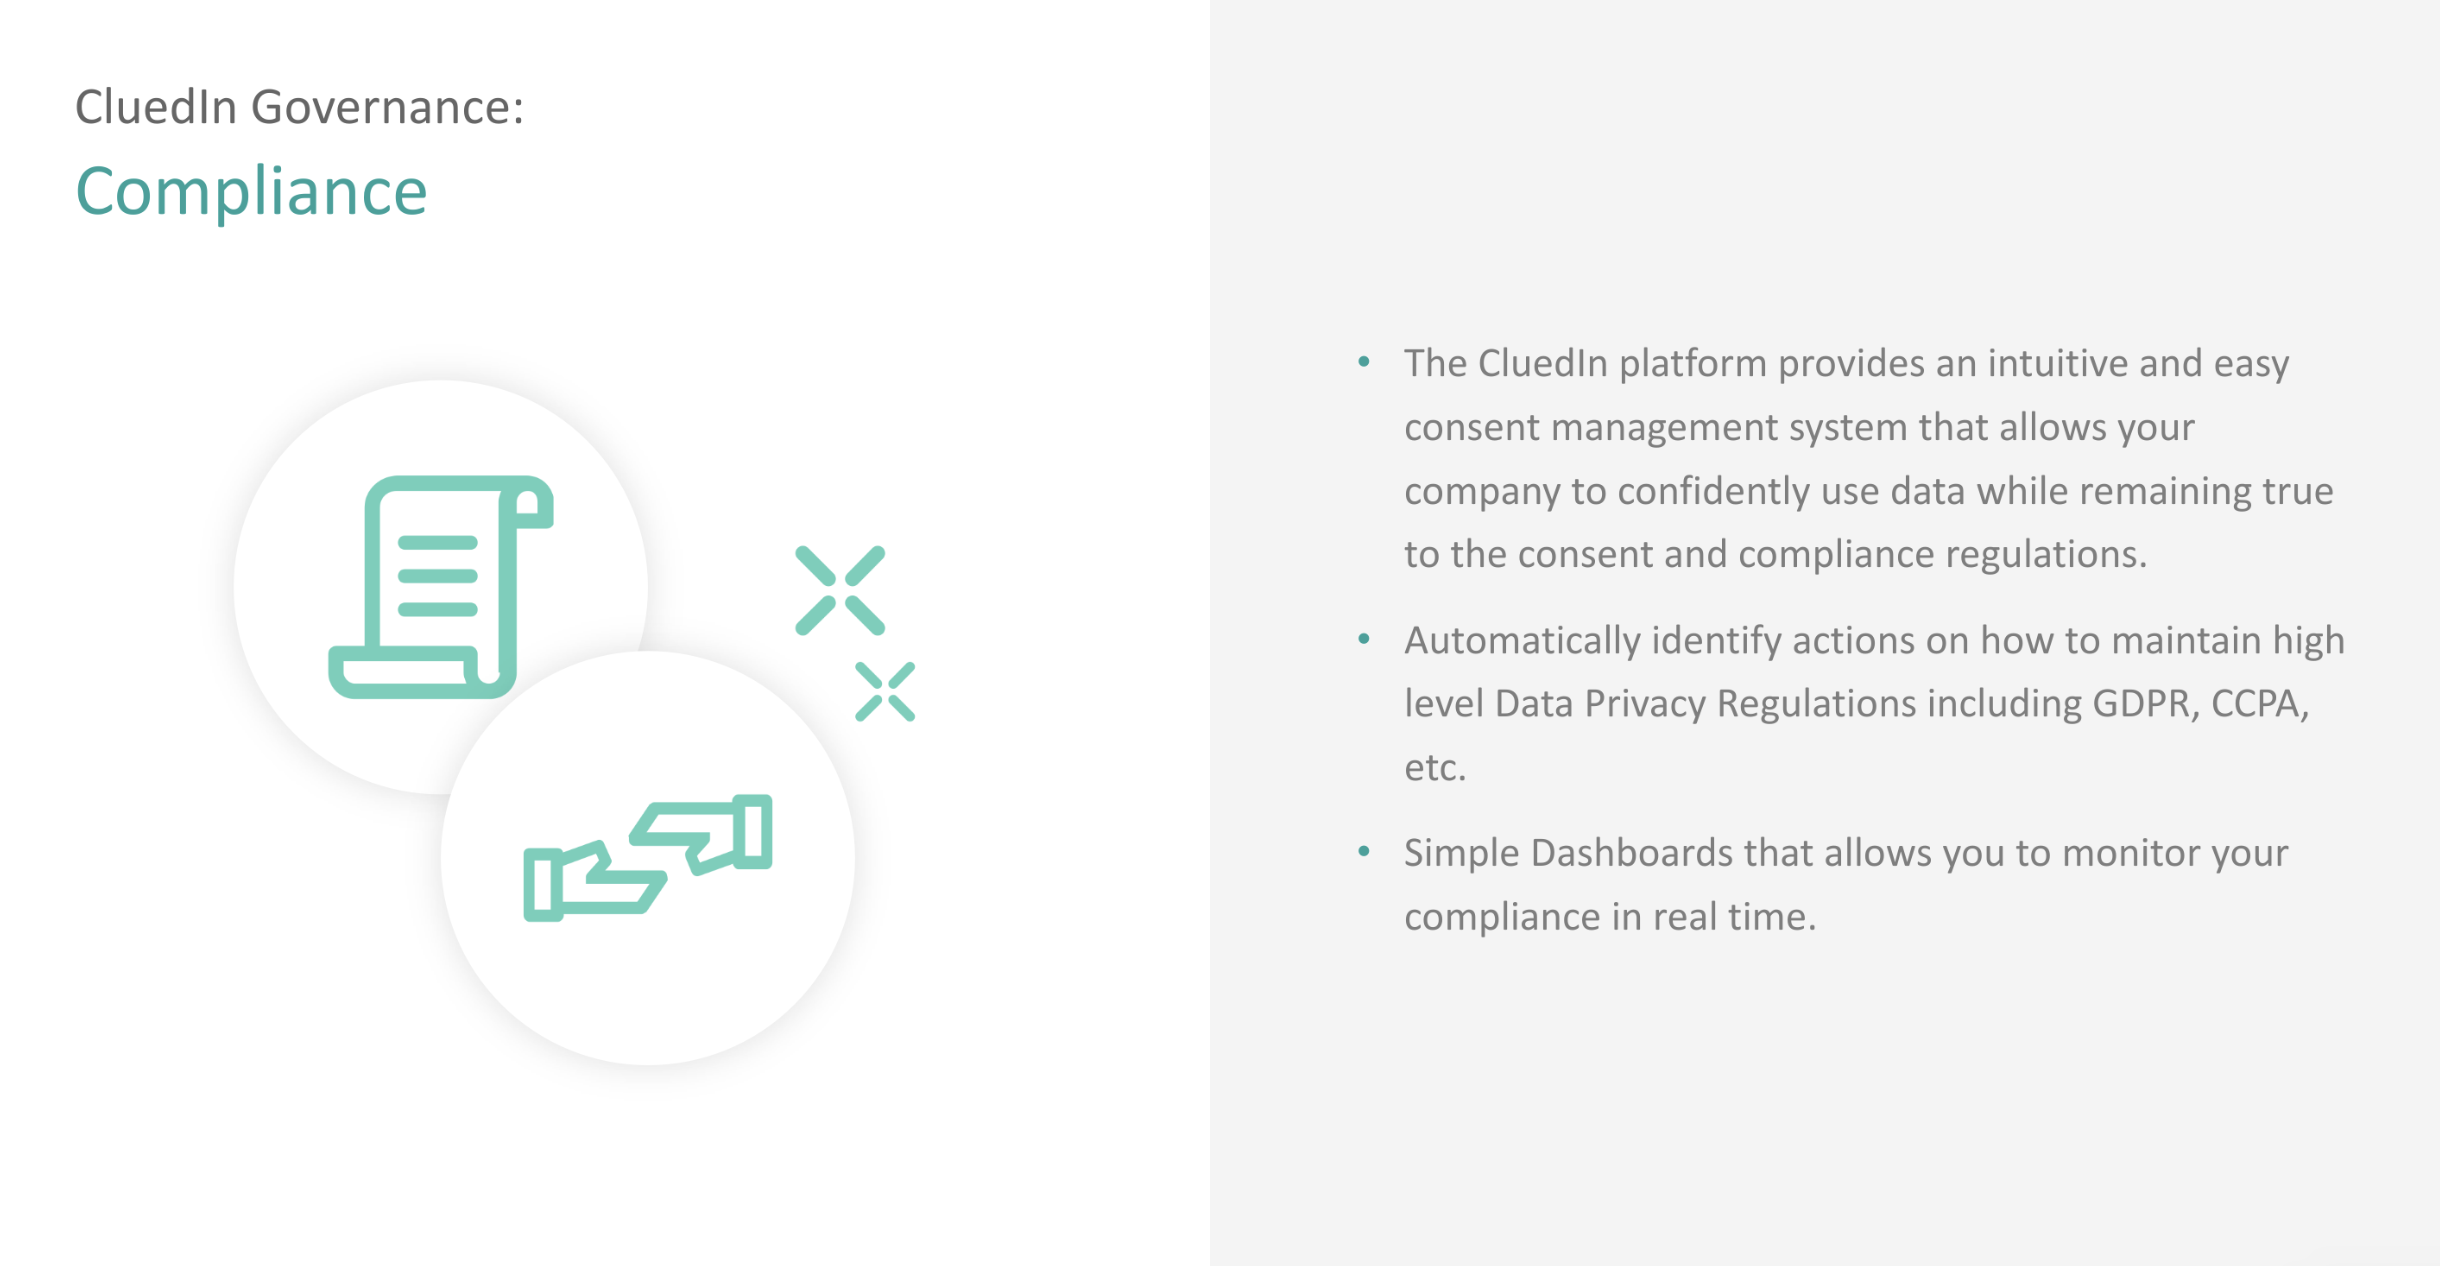 CluedIn Governance:
Compliance
• The CluedIn platform provides an intuitive and easy
consent management system that allows your
company to confidently use data while remaining true
to the consent and compliance regulations.
• Automatically identify actions on how to maintain high
level Data Privacy Regulations including GDPR, CCPA,
etc.
• Simple Dashboards that allows you to monitor your
compliance in real time.